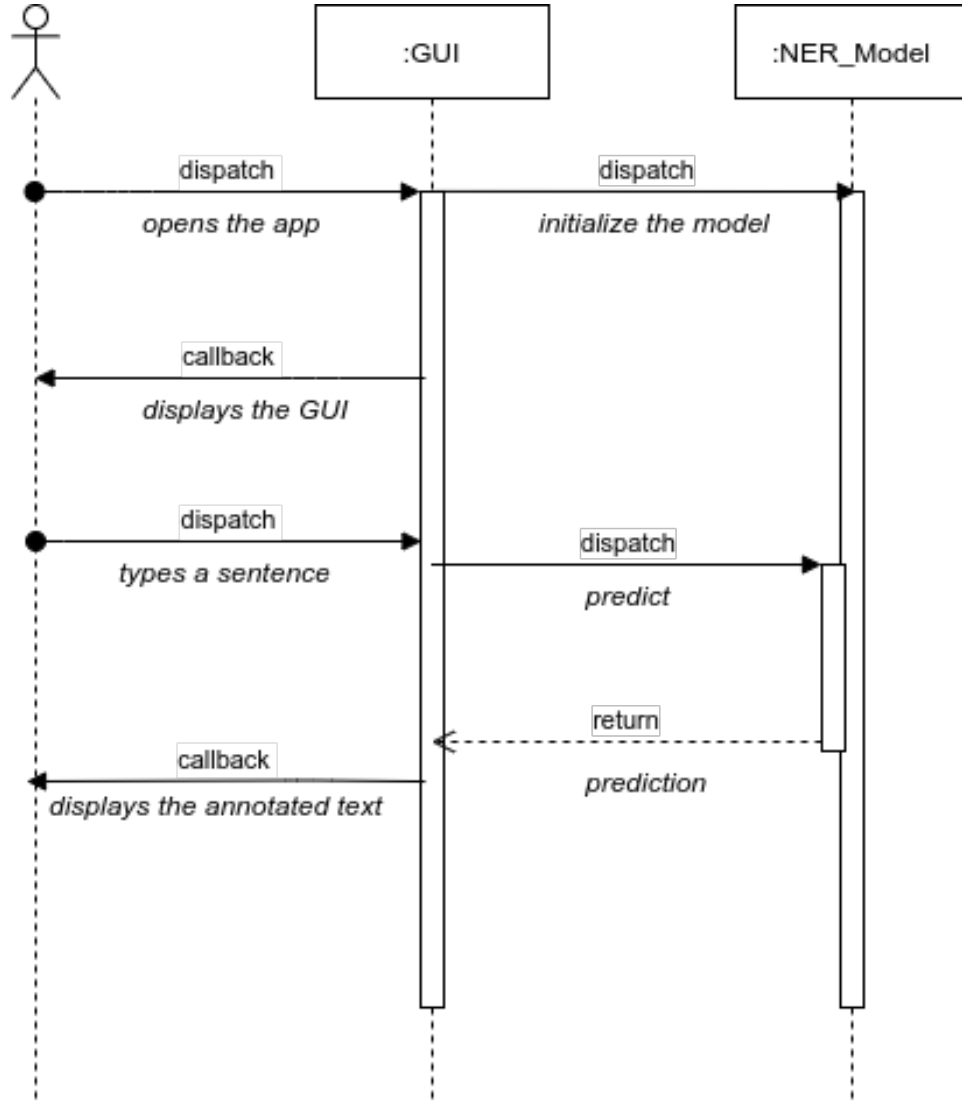 :GUI
:NER_Model
dispatch
dispatch
opens the app
initialize the model
callback
displays the GUI
dispatch
types a sentence
dispatch
predict
return
prediction
callback
displays the annotated text